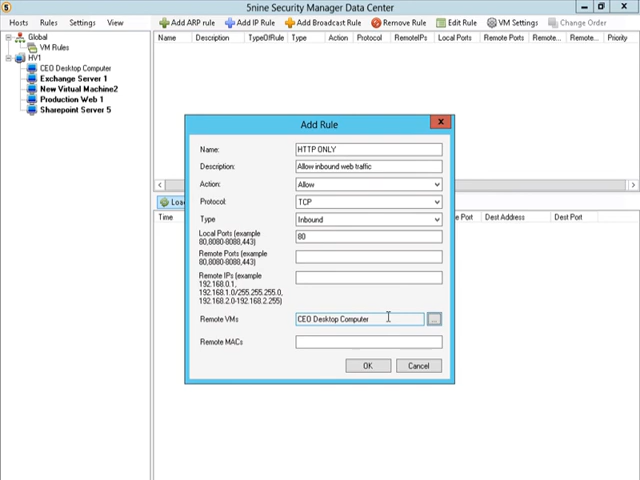 5nine Security Manager Data Center
Hosts Rules Settings View
Add ARP rule Add IP Rule Add Broadcast Rule Remove Rule Edit Rule VM Settings Change Order
Global
VM Rules
HV1
CEO Desktop Computer
Exchange Server 1
New Virtual Machine2
Production Web 1
Sharepoint Server 5
Name Description TypeOfRule Type Action Protocol RemoteIPs Local Ports Remote Ports Remote... Remote... Priority
Add Rule
Name: HTTP ONLY
Description: Allow inbound web traffic
Action: Allow
Protocol: TCP
Type Inbound
Local Ports (example
80,8080-8088,443) 80
Remote Ports (example
80,8080-8088,443)
Remote IPs (example
192.168.0.1,
192.168.1.0/255.255.255.0,
192.168.2.0-192.168.2.255)
Remote VMs CEO Desktop Computer ...
Remote MACs
OK Cancel
Time Port Dest Address Dest Port